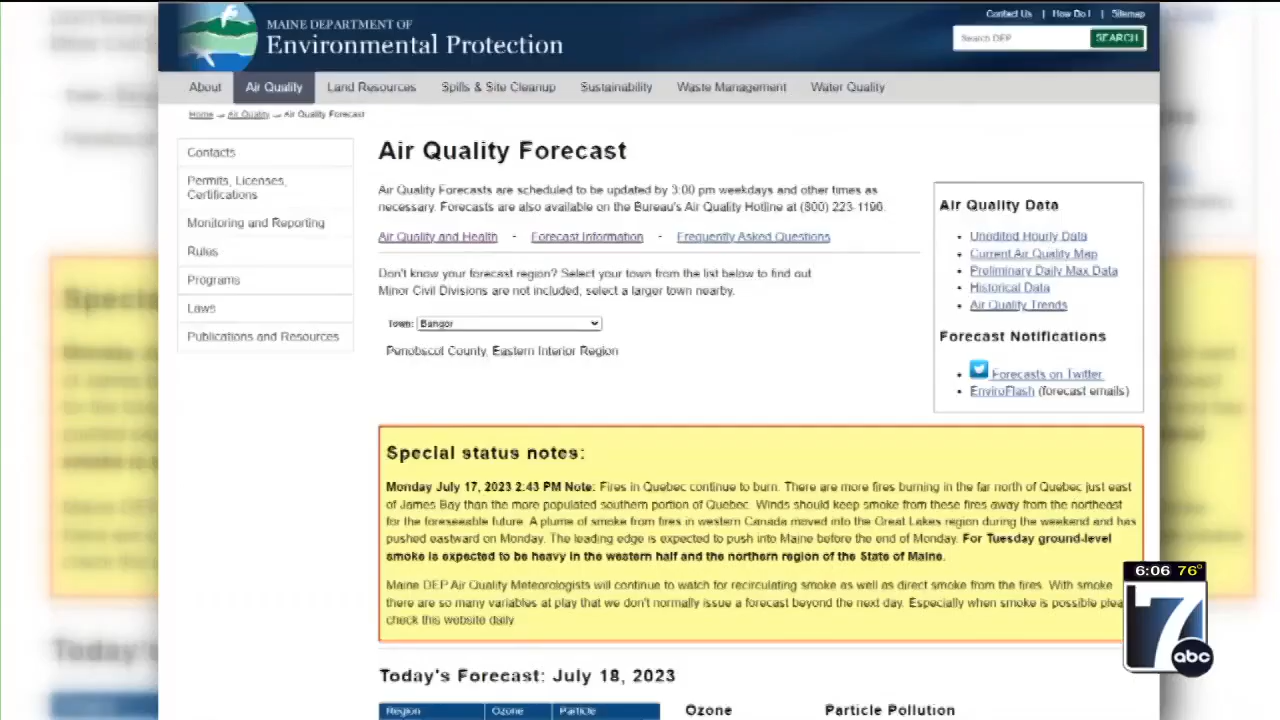 MAINE DEPARTMENT OF
Environmental Protection
Contact Us | How Do I | Sitemap
Search DEP SEARCH
About Air Quality Land Resources Spills & Site Cleanup Sustainability Waste Management Water Quality
Home → Air Quality → Air Quality Forecast
Contacts
Permits, Licenses,
Certifications
Monitoring and Reporting
Rules
Programs
Laws
Publications and Resources
Air Quality Forecast
Air Quality Forecasts are scheduled to be updated by 3:00 pm weekdays and other times as
necessary. Forecasts are also available on the Bureau's Air Quality Hotline at (800) 223-1196.
Air Quality and Health - Forecast Information - Frequently Asked Questions
Don't know your forecast region? Select your town from the list below to find out
Minor Civil Divisions are not included, select a larger town nearby.
Town: Bangor
Penobscot County, Eastern Interior Region
Air Quality Data
Unedited Hourly Data
Current Air Quality Map
Preliminary Daily Max Data
Historical Data
Air Quality Trends
Forecast Notifications
Forecasts on Twitter
EnviroFlash (forecast emails)
Special status notes:
Monday July 17, 2023 2:43 PM Note: Fires in Quebec continue to burn. There are more fires burning in the far north of Quebec just east
of James Bay than the more populated southern portion of Quebec. Winds should keep smoke from these fires away from the northeast
for the foreseeable future. A plume of smoke from fires in western Canada moved into the Great Lakes region during the weekend and has
pushed eastward on Monday. The leading edge is expected to push into Maine before the end of Monday. For Tuesday ground-level
smoke is expected to be heavy in the western half and the northern region of the State of Maine.
Maine DEP Air Quality Meteorologists will continue to watch for recirculating smoke as well as direct smoke from the fires. With smoke
there are so many variables at play that we don't normally issue a forecast beyond the next day. Especially when smoke is possible plea
check this website daily
Today's Forecast: July 18, 2023
Region Ozone Particle
Ozone
Particle Pollution
6:06 76°
7
abc